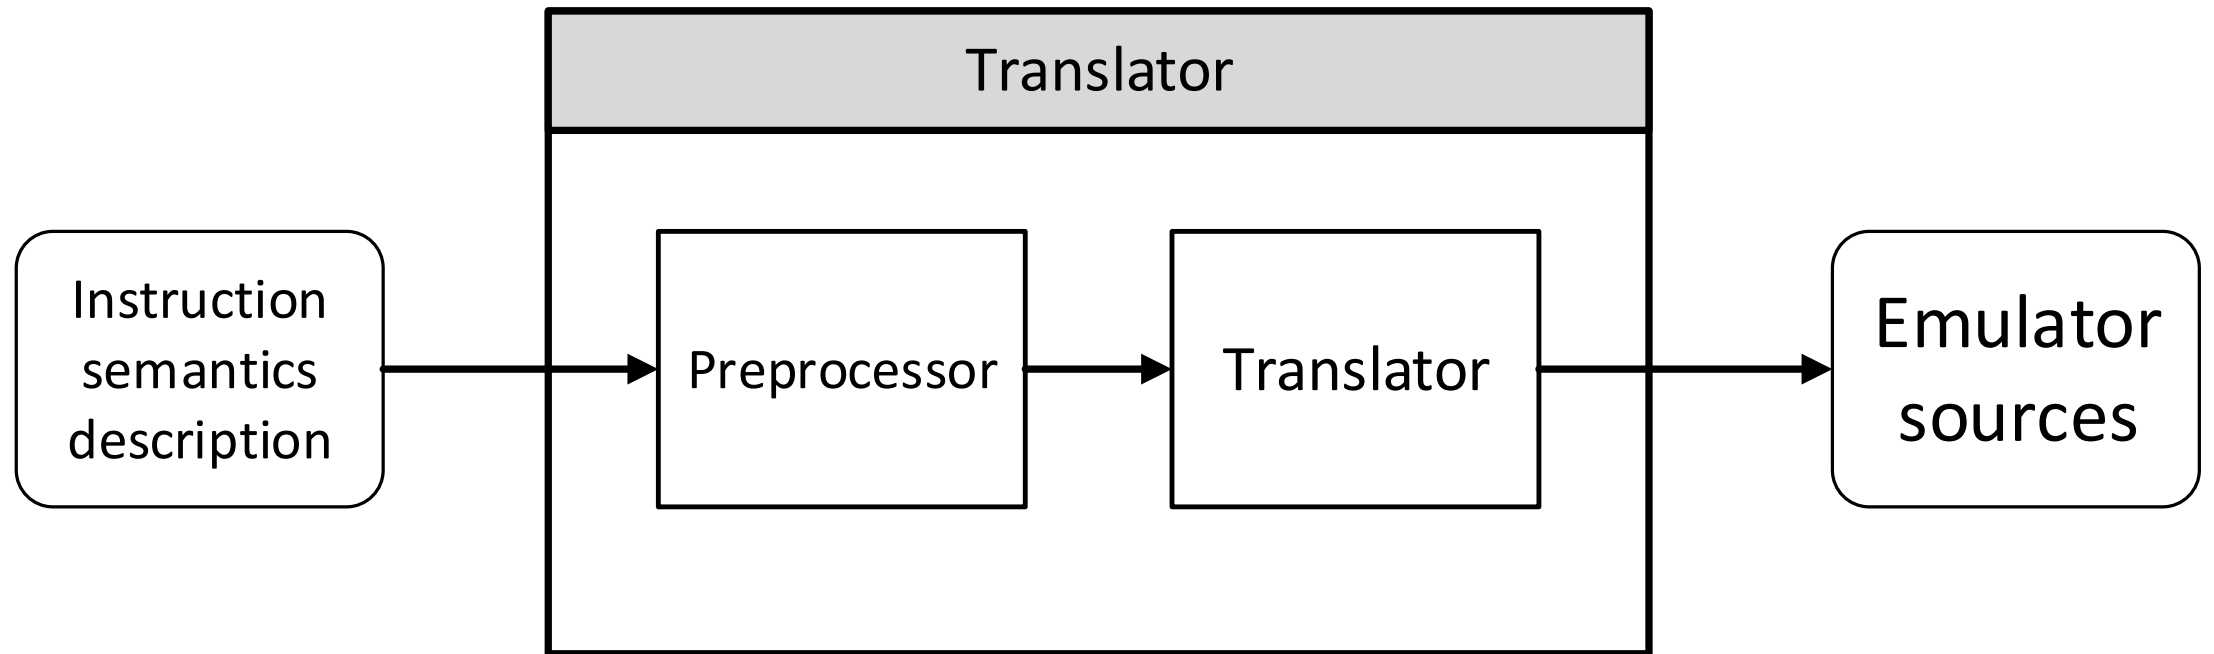 Translator
Instruction
semantics
description
Preprocessor
Translator
Emulator
sources